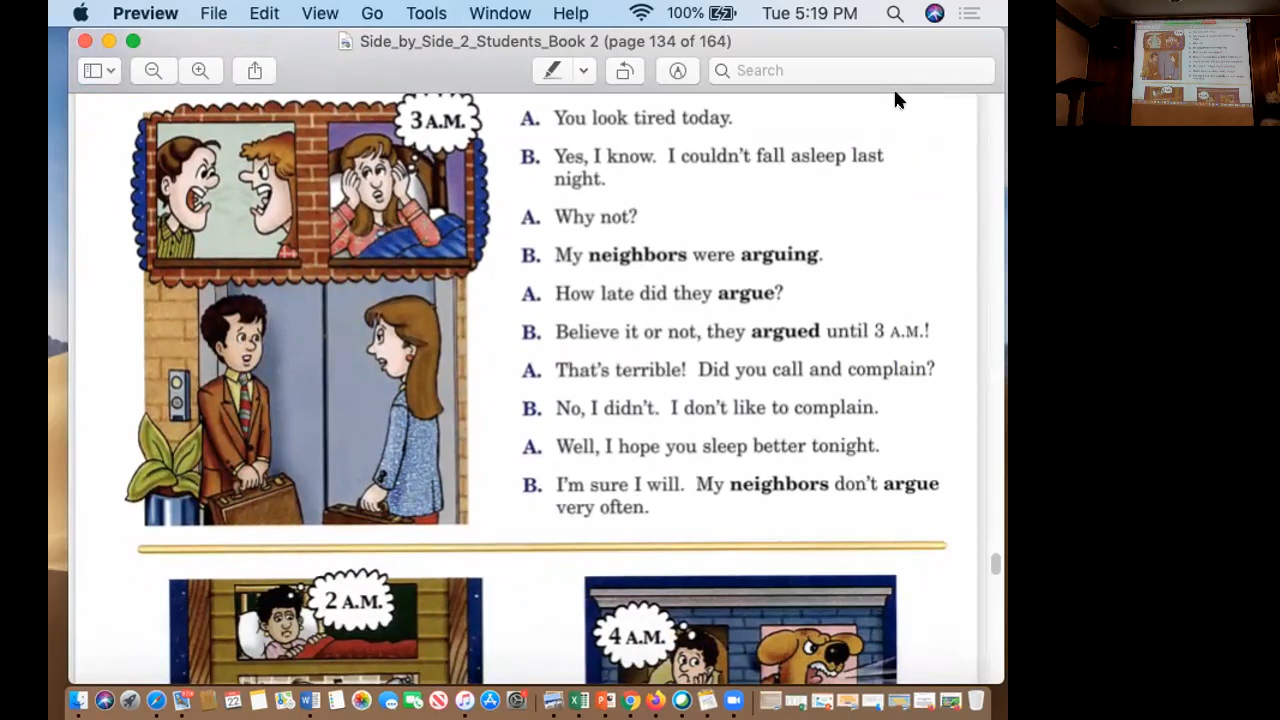 Preview File Edit View Go Tools Window Help 100% Tue 5:19 PM
Side_by_Side_2_Students_Book 2 (page 134 of 164)
Search
3 A.M.
A. You look tired today.
B. Yes, I know. I couldn't fall asleep last
night.
A. Why not?
B. My neighbors were arguing.
A. How late did they argue?
B. Believe it or not, they argued until 3 A.M.!
A. That's terrible! Did you call and complain?
B. No, I didn't. I don't like to complain.
A. Well, I hope you sleep better tonight.
B. I'm sure I will. My neighbors don't argue
very often.
2 A.M.
4 A.M.